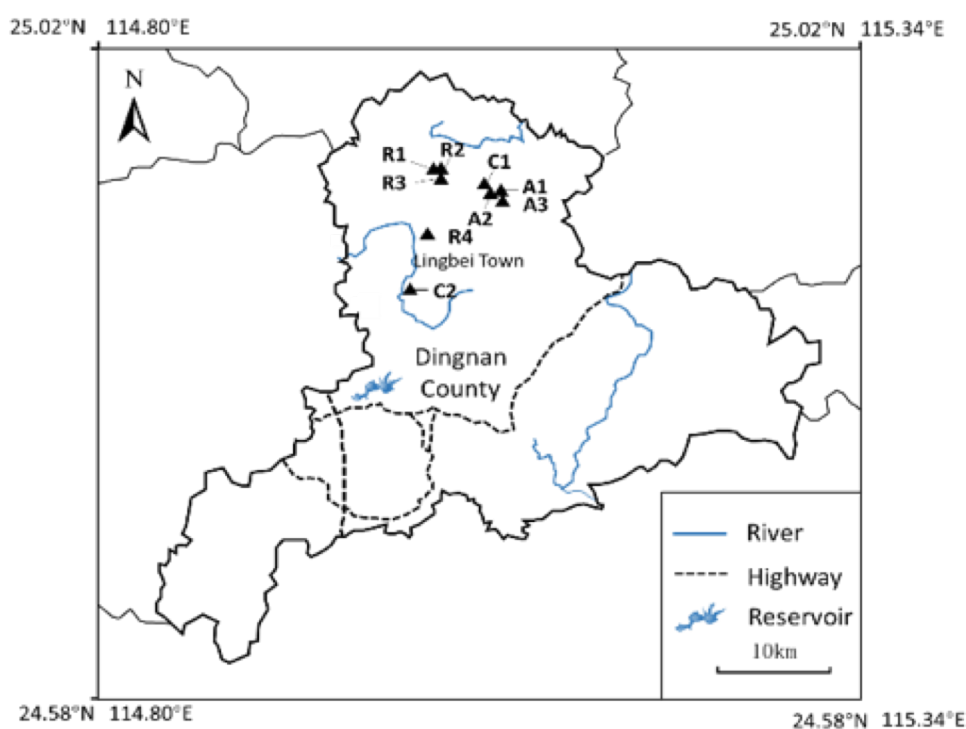 25.02°N 114.80°E
25.02°N 115.34°E
N
R1
R2
C1
R3
A1
A2
A3
R4
Lingbei Town
C2
Dingnan
County
River
Highway
Reservoir
10km
24.58°N 114.80°E
24.58°N 115.34°E